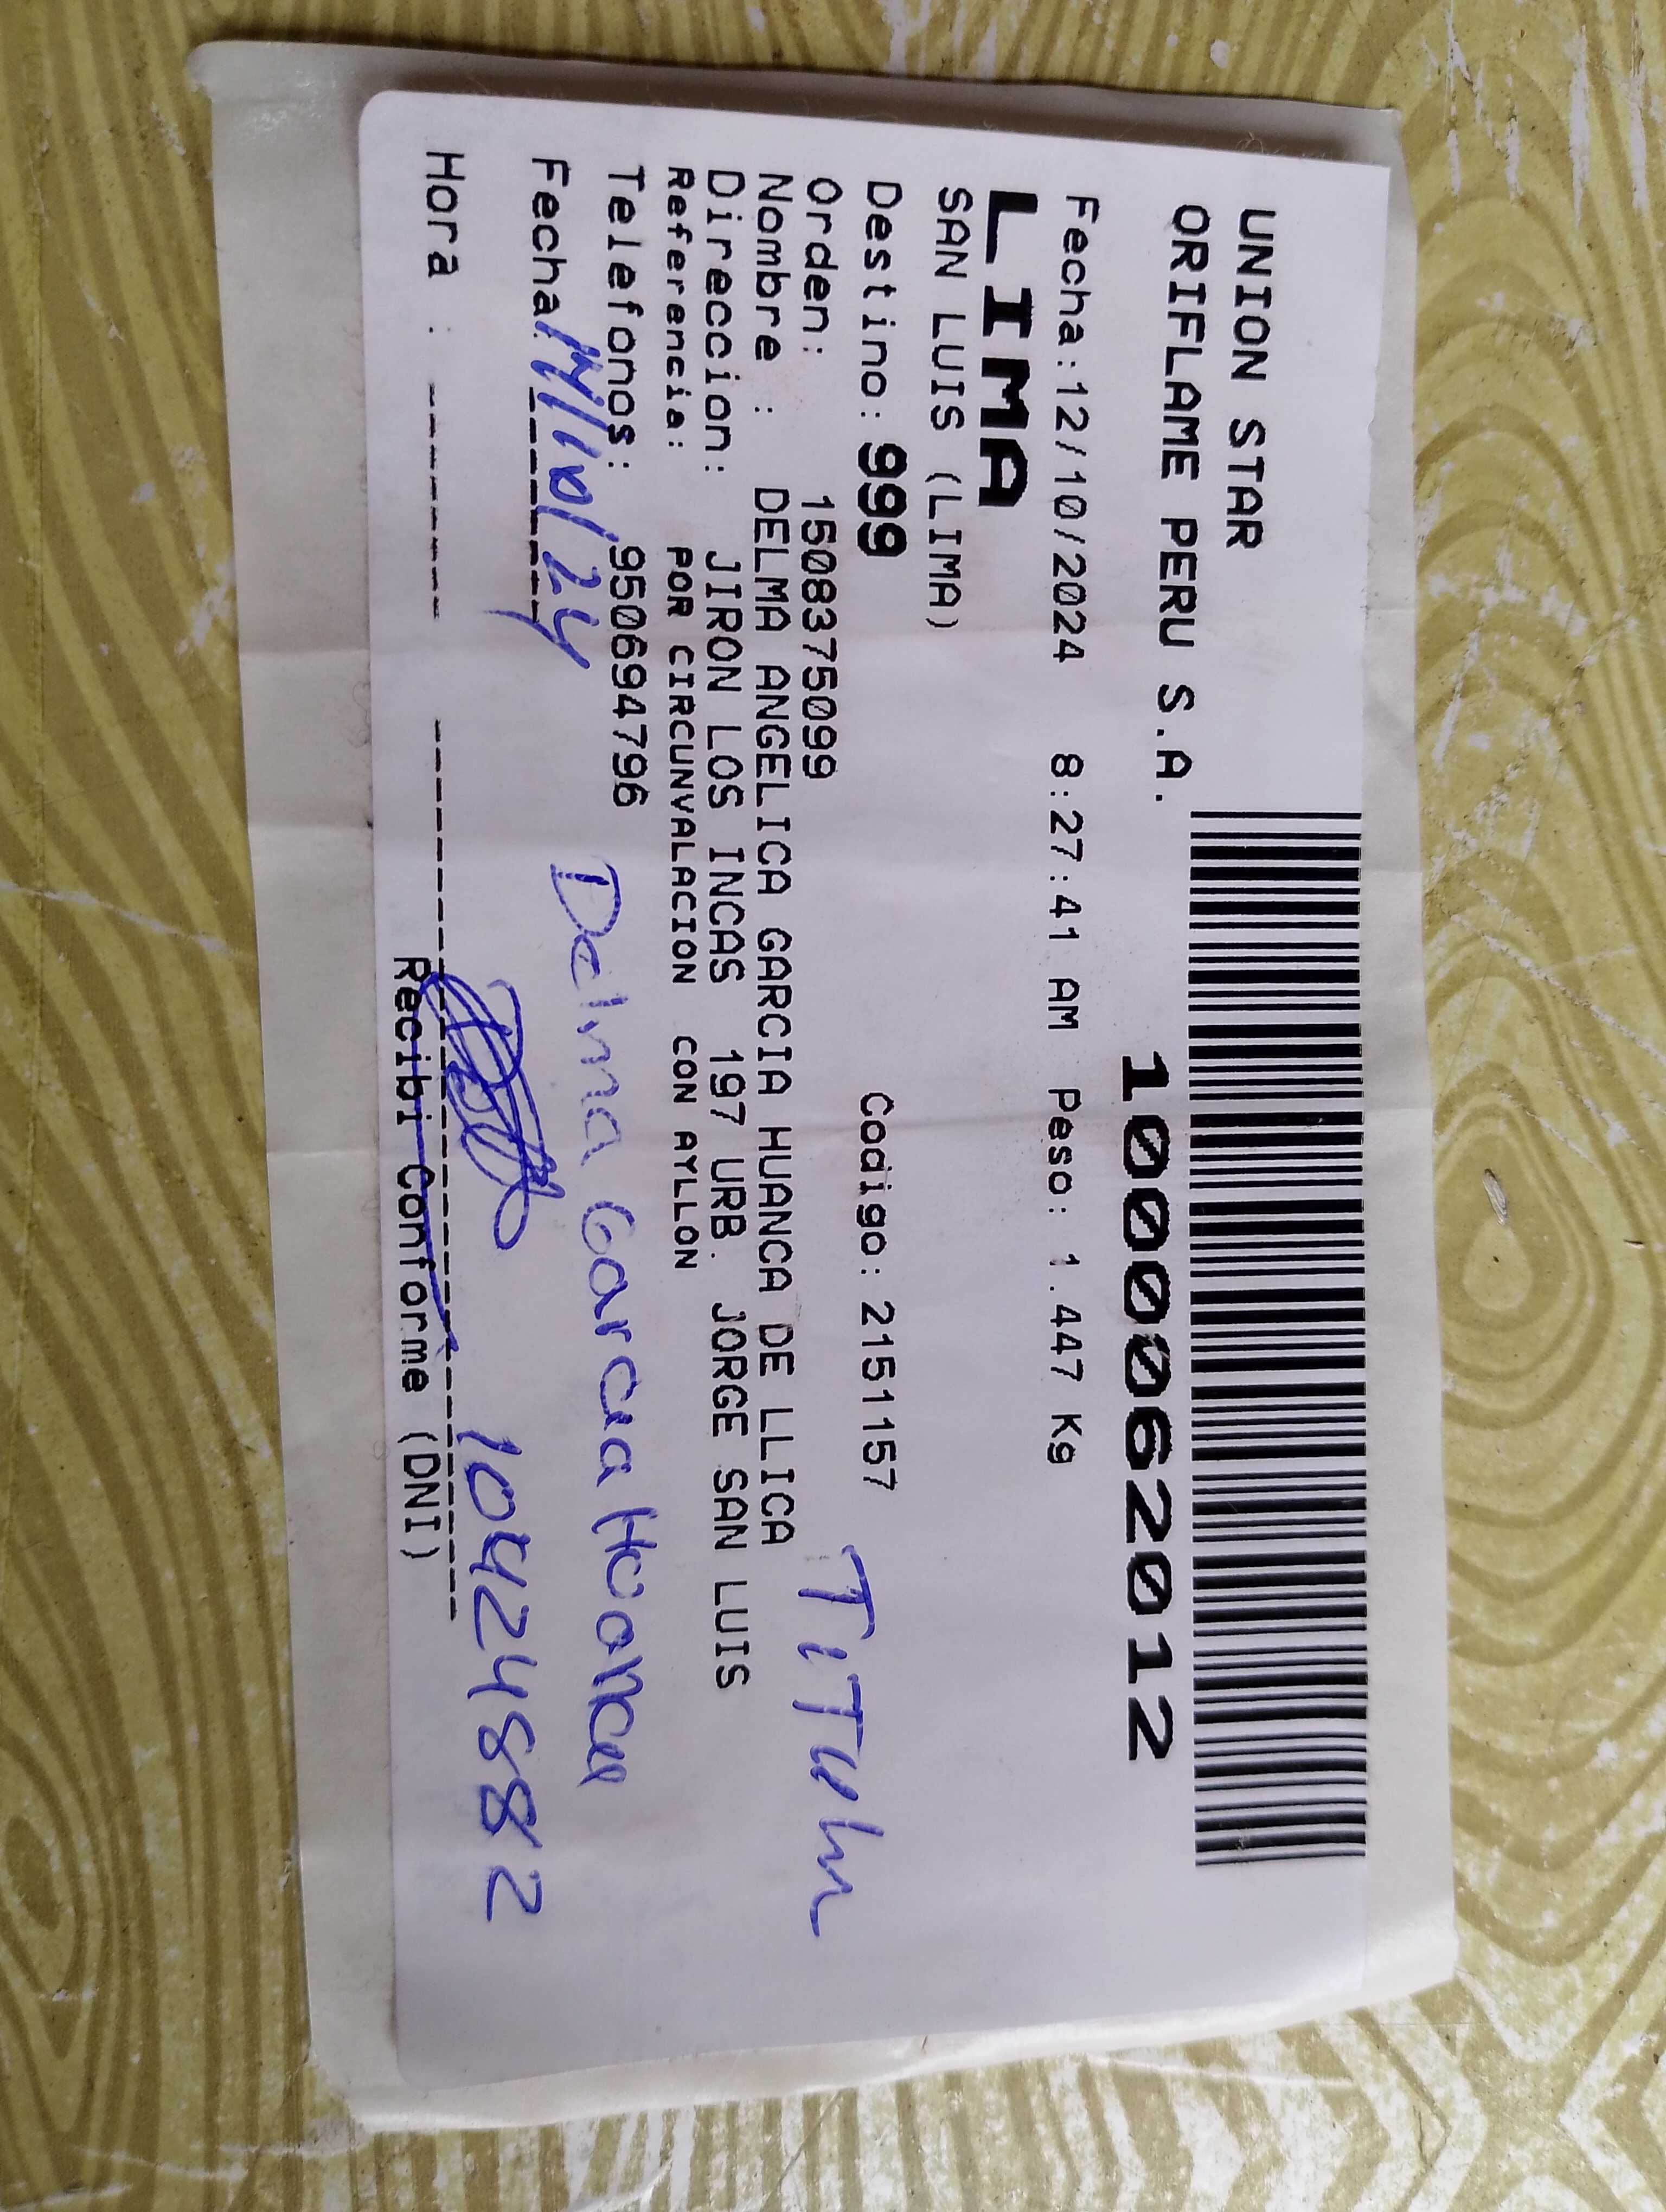 UNION STAR
ORIFLAME PERU S.A.
1000062012
Fecha:12/10/2024 8:27:41 AM Peso: 1.447 Kg
LIMA
SAN LUIS (LIMA)
Destino: 999 Codigo: 2151157
Orden: 1508375099
TiTulu
Nombre : DELMA ANGELICA GARCIA HUANCA DE LLICA
Direccion: JIRON LOS INCAS 197 URB. JORGE SAN LUIS
Referencia: POR CIRCUNVALACION CON AYLLON
Telefonos: 950694796
Delma Garcia Huanca
Fecha: 14/10/24
10424882
Hora : -------
Recibi Conforme (DNI)